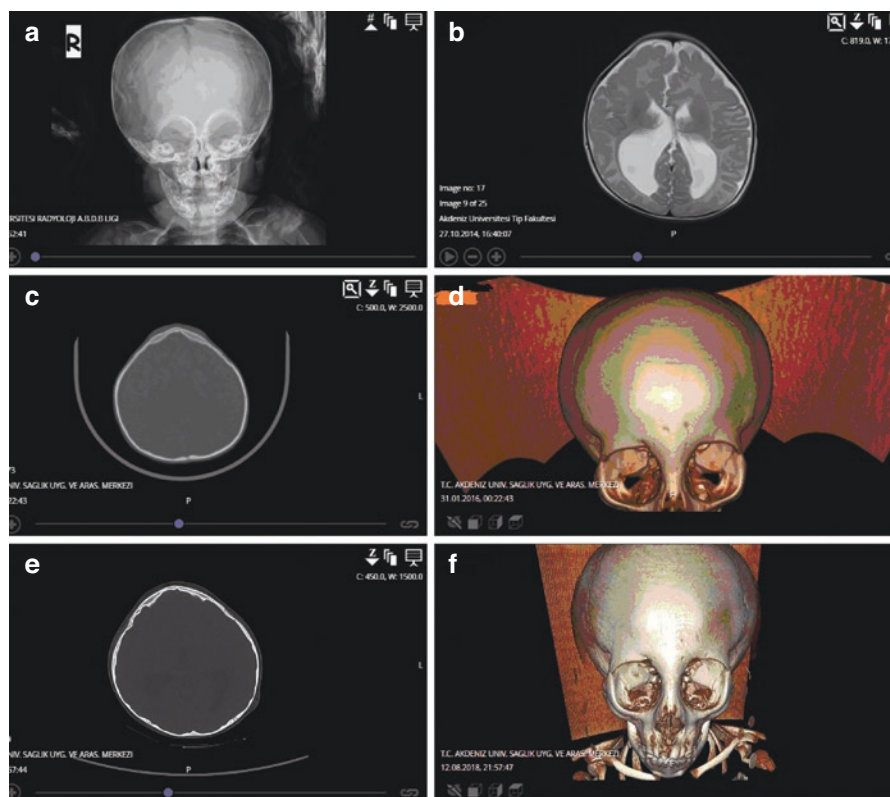 a
R
#
RSITESI RADYOLOJI A.B.D.B LIGI
52:41
b
Z
C: 819.0, W: 17
Image no: 17
Image 9 of 25
Akdeniz Universitesi Tip Fakultesi
27.10.2014, 16:40:07
P
c
Z
C: 500.0, W: 2500.0
L
73
NIV. SAGLIK UYG. VE ARAS. MERKEZI
22:43
P
d
T.C. AKDENIZ UNIV. SAGLIK UYG. VE ARAS. MERKEZI
31.01.2016, 00:22:43
e
Z
C: 450.0, W: 1500.0
L
NIV. SAGLIK UYG. VE ARAS. MERKEZI
57:44
P
f
T.C. AKDENIZ UNIV. SAGLIK UYG. VE ARAS. MERKEZI
12.08.2018, 21:57:47